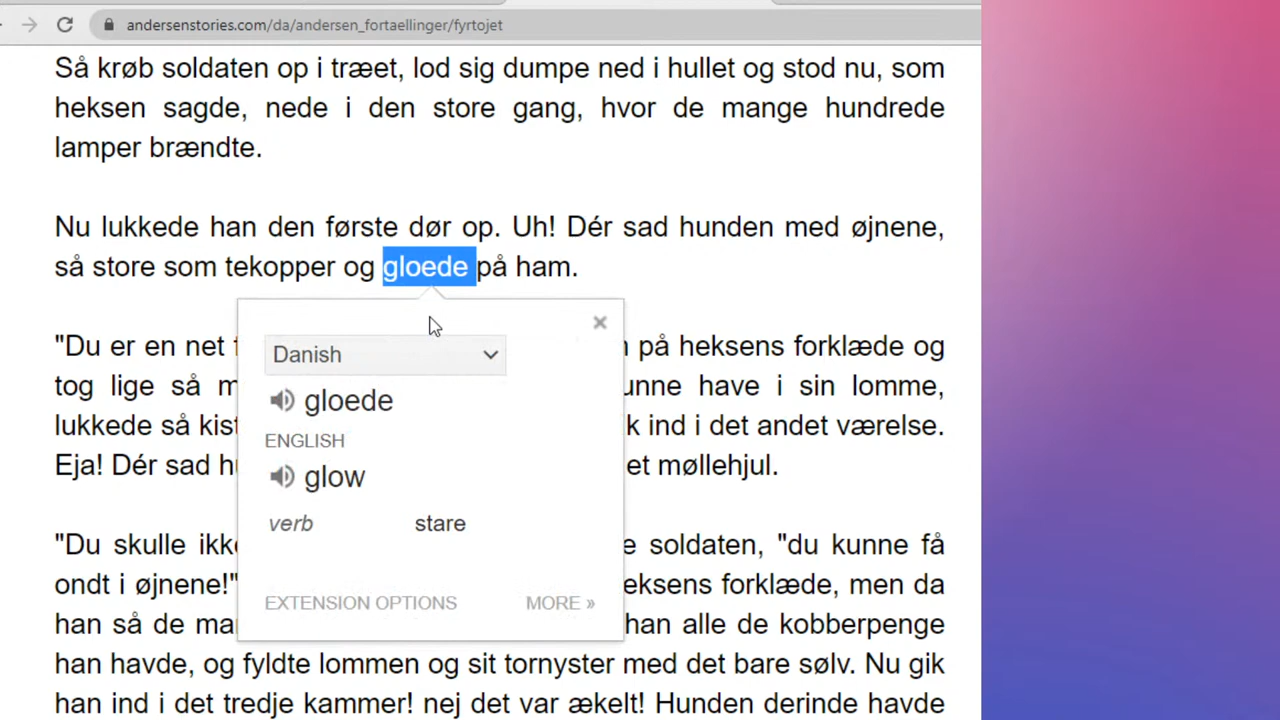 andersenstories.com/da/andersen_fortaellinger/fyrtojet
Så krøb soldaten op i træet, lod sig dumpe ned i hullet og stod nu, som
heksen sagde, nede i den store gang, hvor de mange hundrede
lamper brændte.
Nu lukkede han den første dør op. Uh! Dér sad hunden med øjnene,
så store som tekopper og gloede på ham.
"Du er en net på heksens forklæde og
tog lige så have i sin lomme,
lukkede så ind i det andet værelse.
Eja! Dér sad møllehjul.
"Du skulle soldaten, "du kunne få
ondt i øjnene!" forklæde, men da
han så de han alle de kobberpenge
han havde, og fyldte lommen og sit tornyster med det bare sølv. Nu gik
han ind i det tredje kammer! nej det var ækelt! Hunden derinde havde
Danish
gloede
ENGLISH
glow
verb stare
EXTENSION OPTIONS MORE »